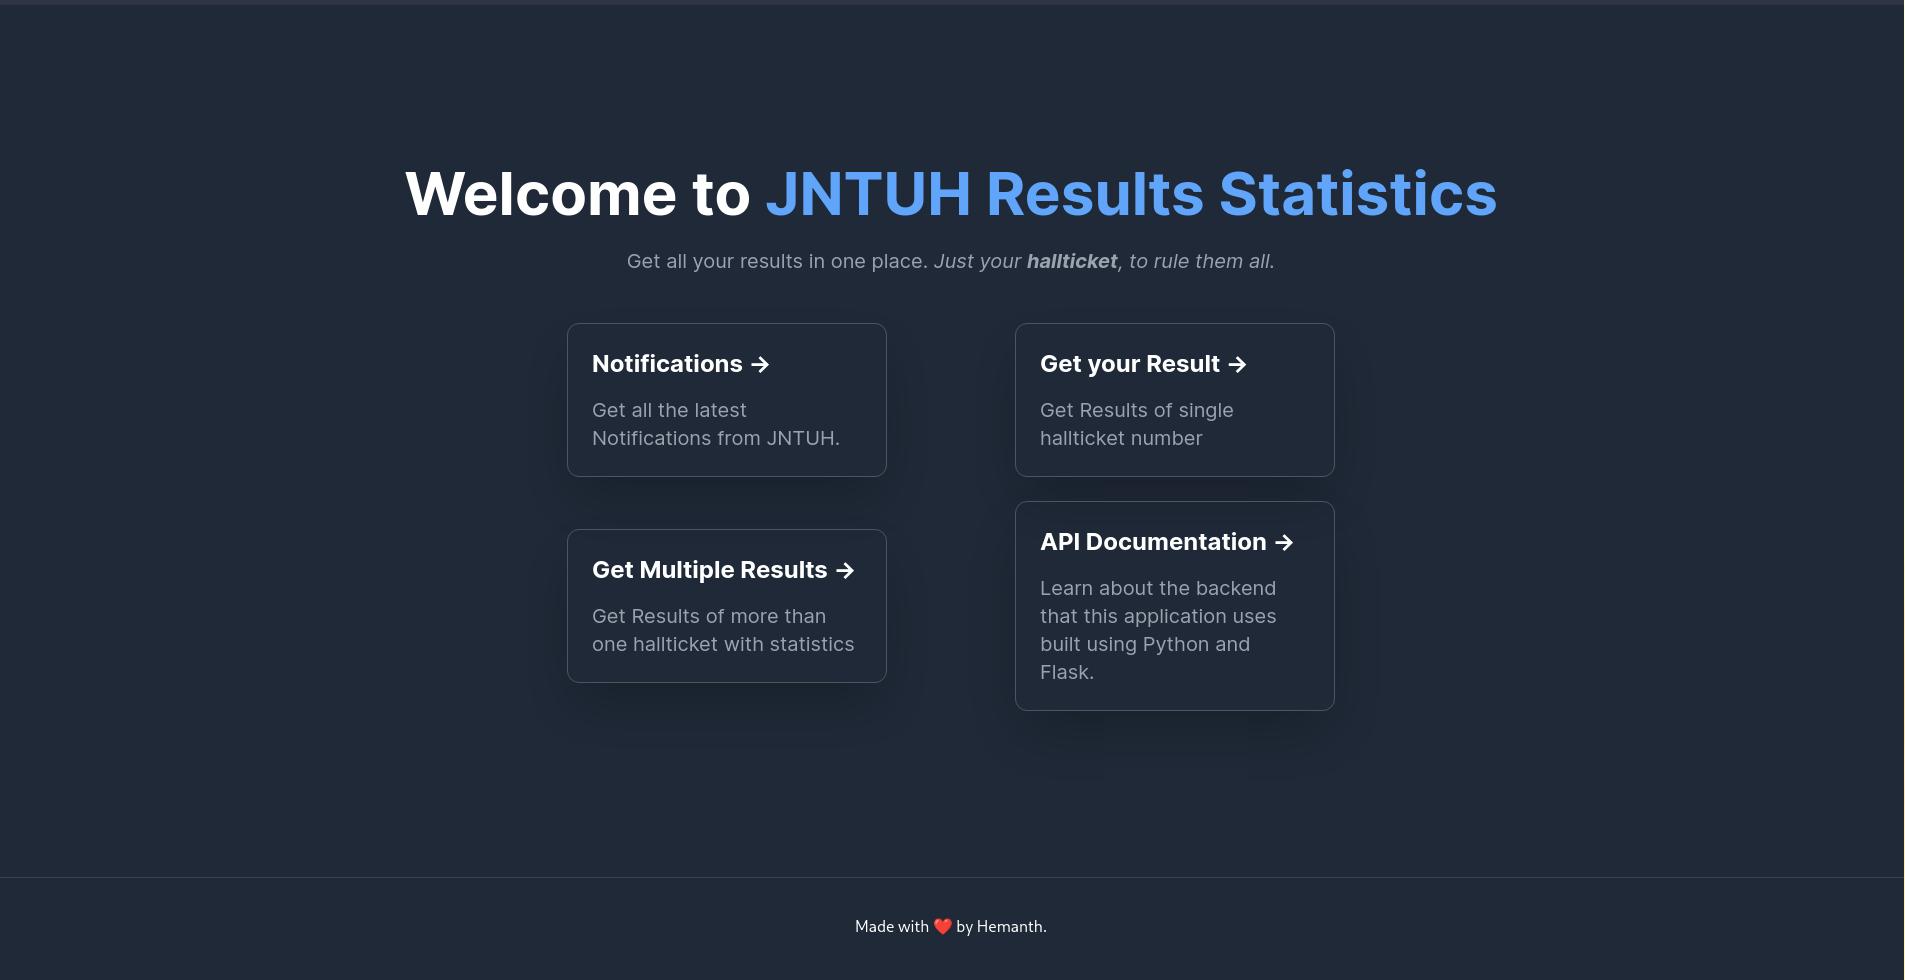 Welcome to JNTUH Results Statistics
Get all your results in one place. Just your hallticket, to rule them all.
Notifications →
Get all the latest
Notifications from JNTUH.
Get your Result →
Get Results of single
hallticket number
Get Multiple Results →
Get Results of more than
one hallticket with statistics
API Documentation →
Learn about the backend
that this application uses
built using Python and
Flask.
Made with ❤️ by Hemanth.